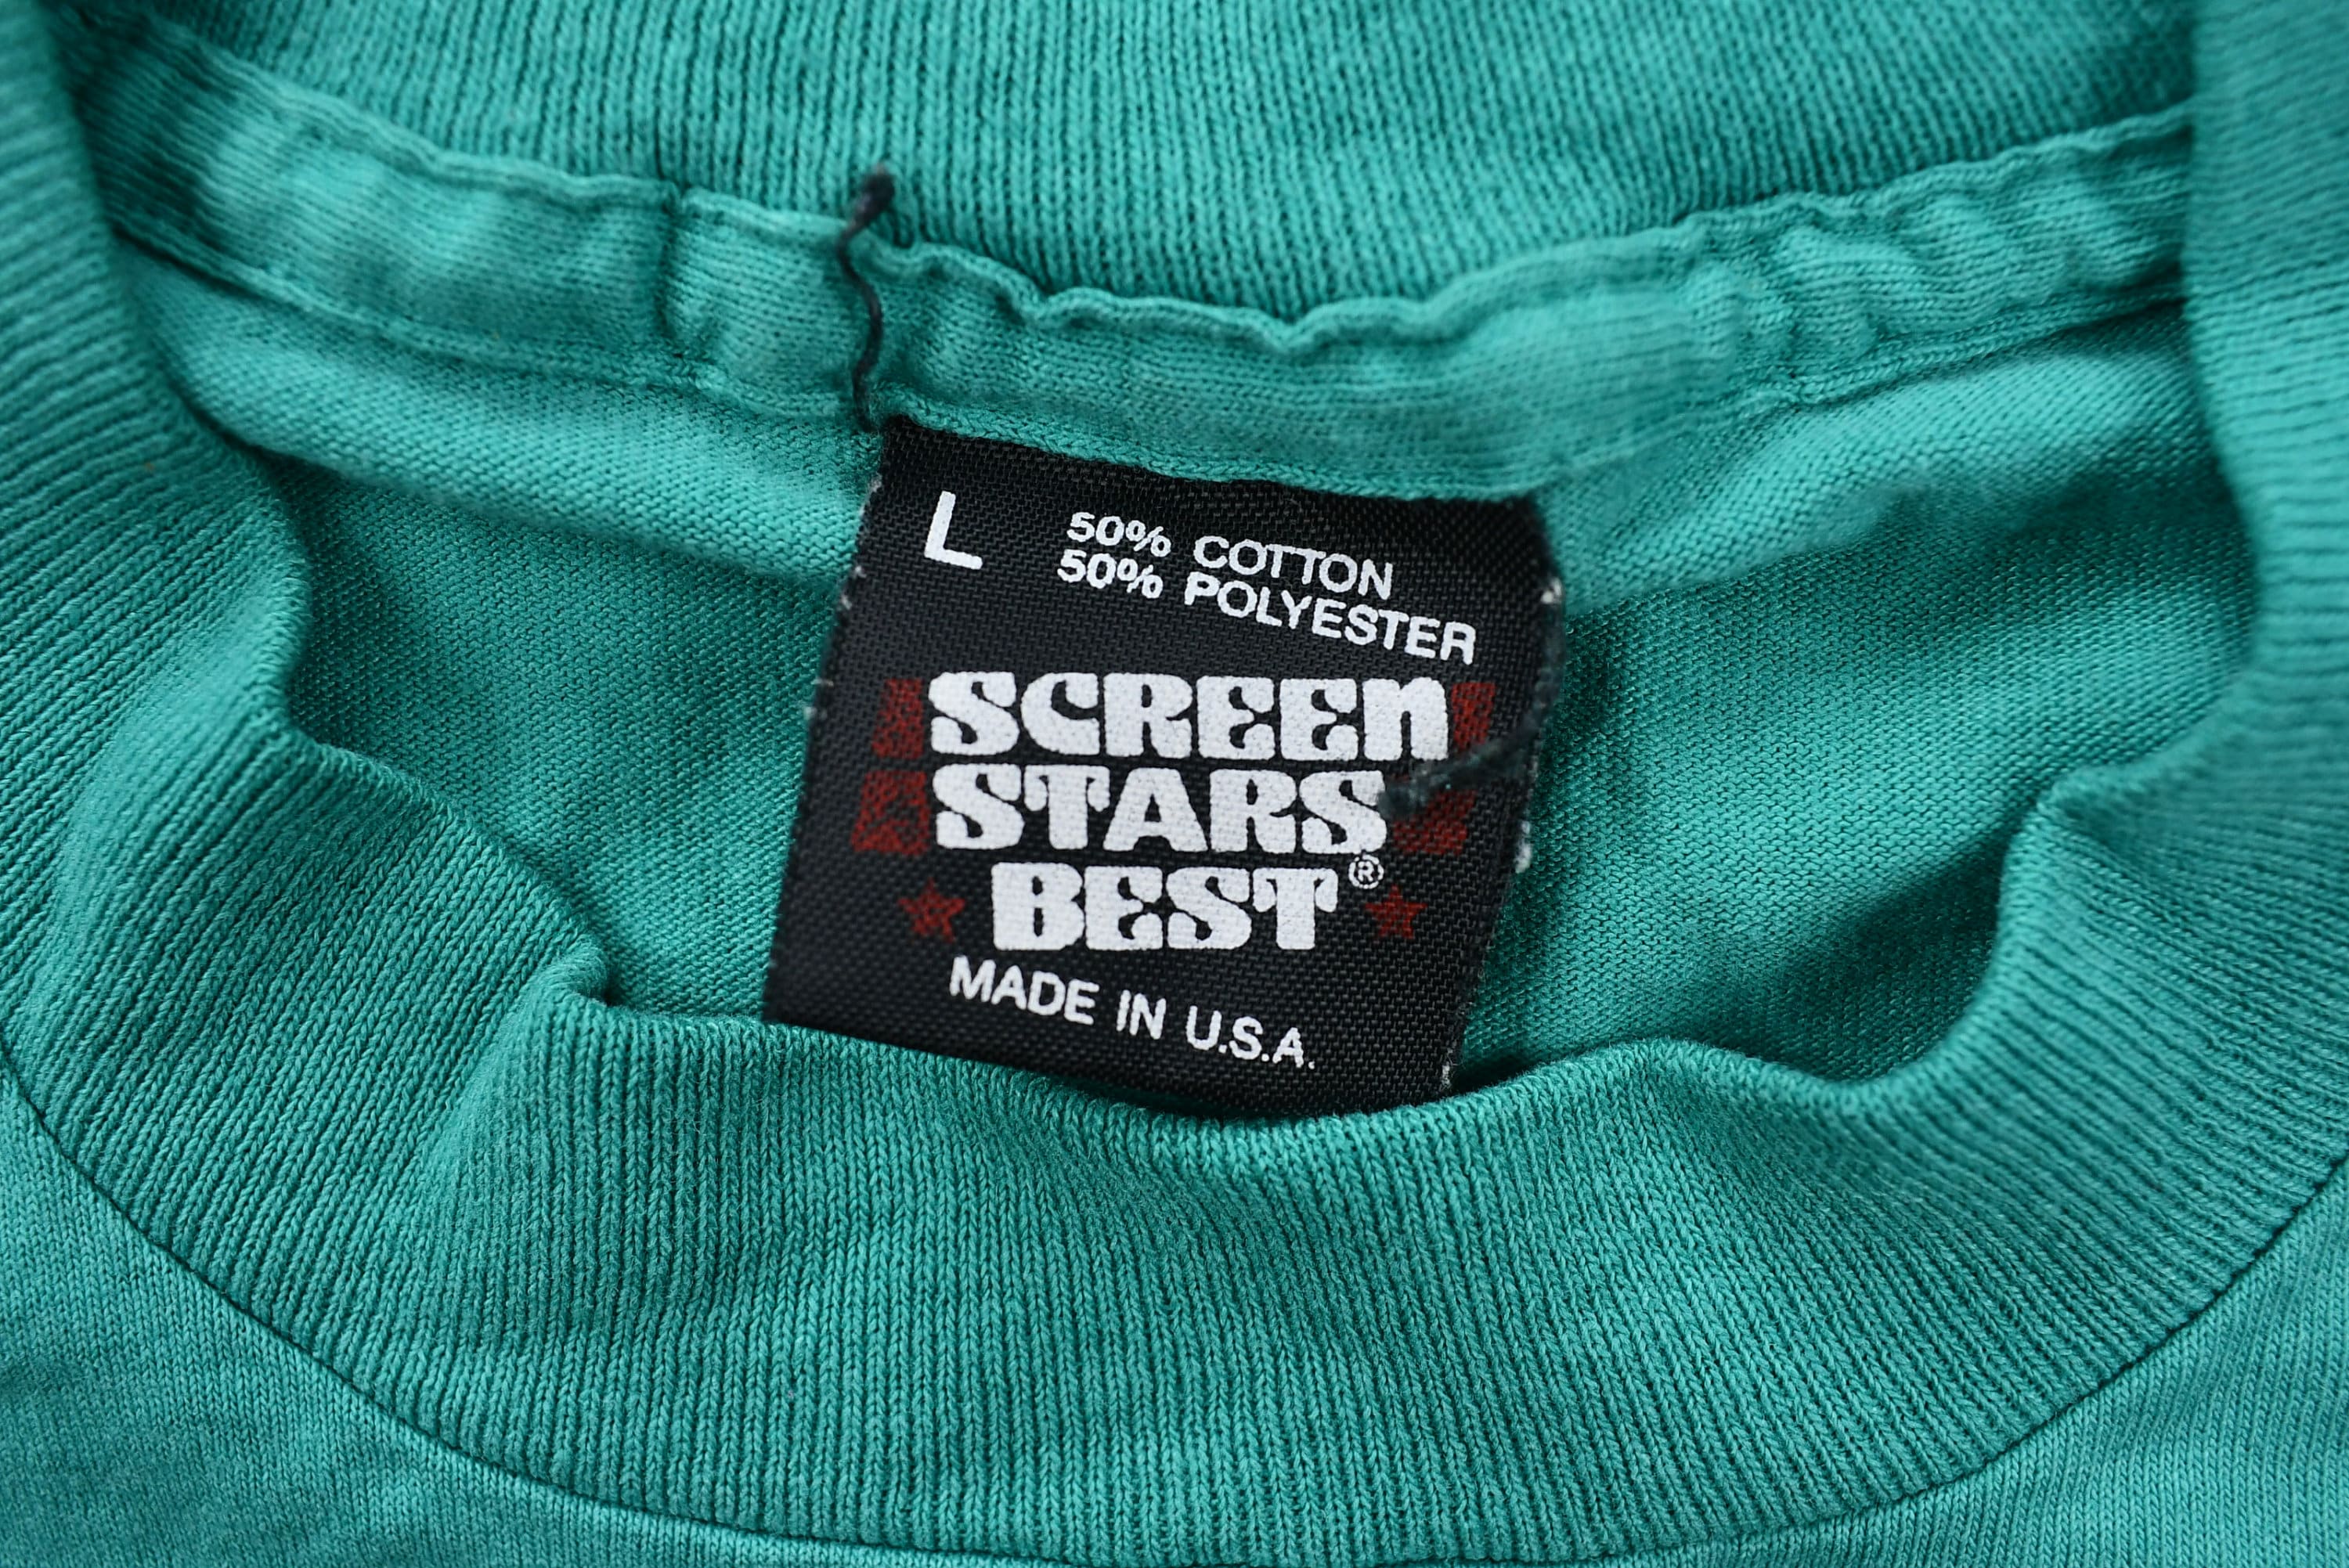 L 50% COTTON
50% POLYESTER
SCREEN
STARS
BEST®
MADE IN U.S.A.